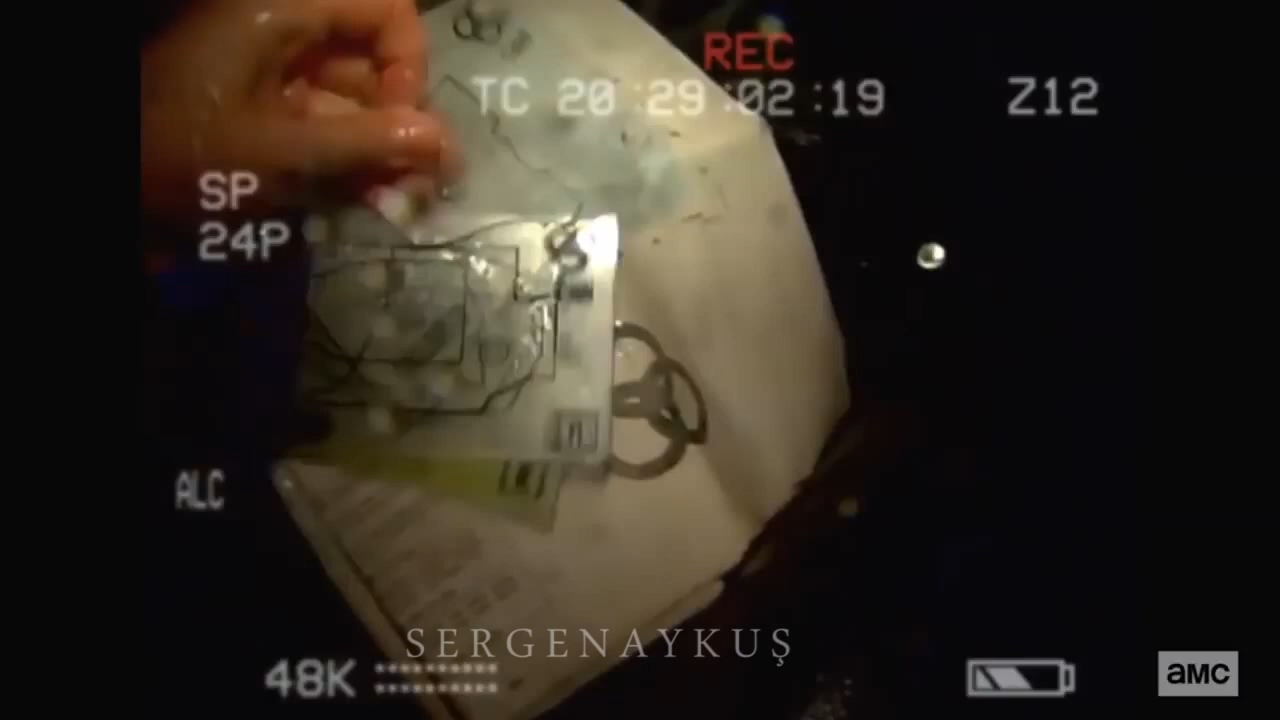 REC
TC 20 :29 :02 :19
Z12
SP
24P
ALC
SERGENAYKUŞ
48K
amc